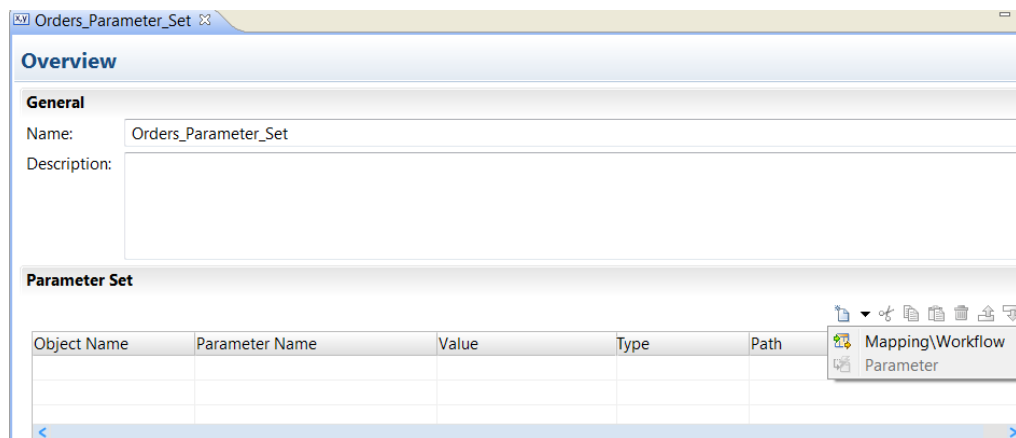 x,y Orders_Parameter_Set
Overview
General
Name: Orders_Parameter_Set
Description:
Parameter Set
Object Name Parameter Name Value Type Path
Mapping\Workflow
Parameter